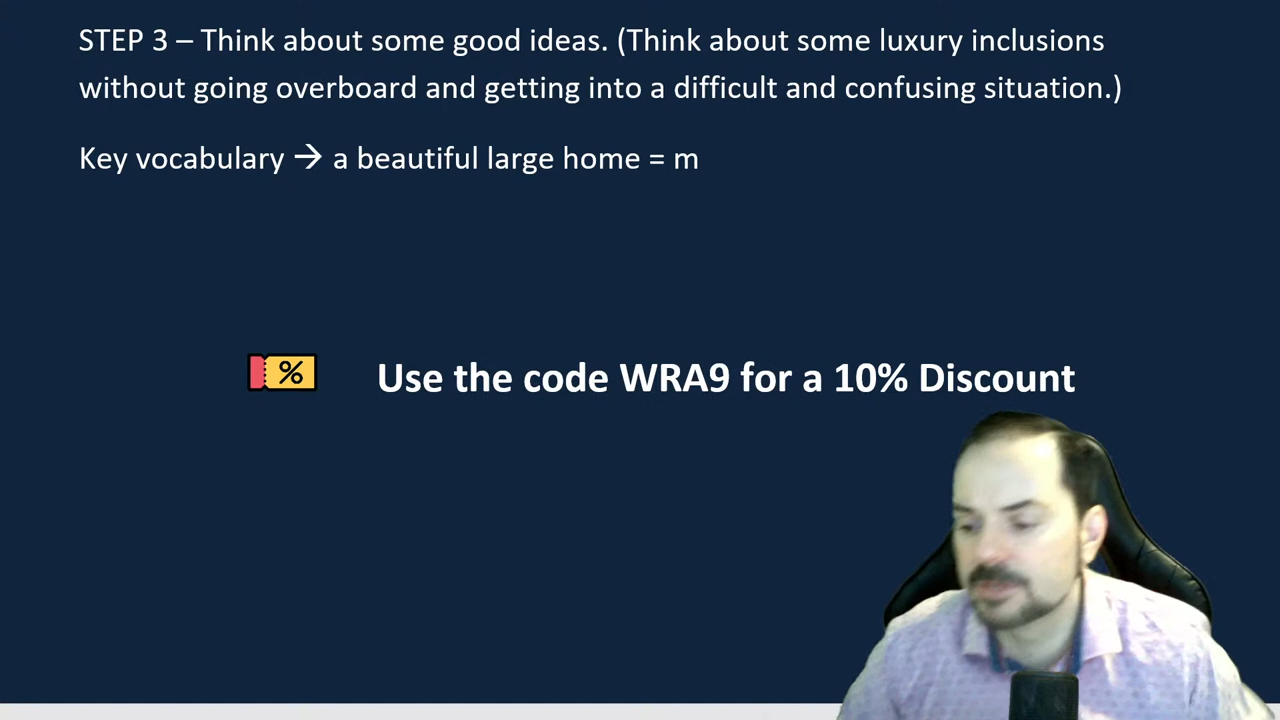 STEP 3 – Think about some good ideas. (Think about some luxury inclusions
without going overboard and getting into a difficult and confusing situation.)
Key vocabulary → a beautiful large home = m
%
Use the code WRA9 for a 10% Discount